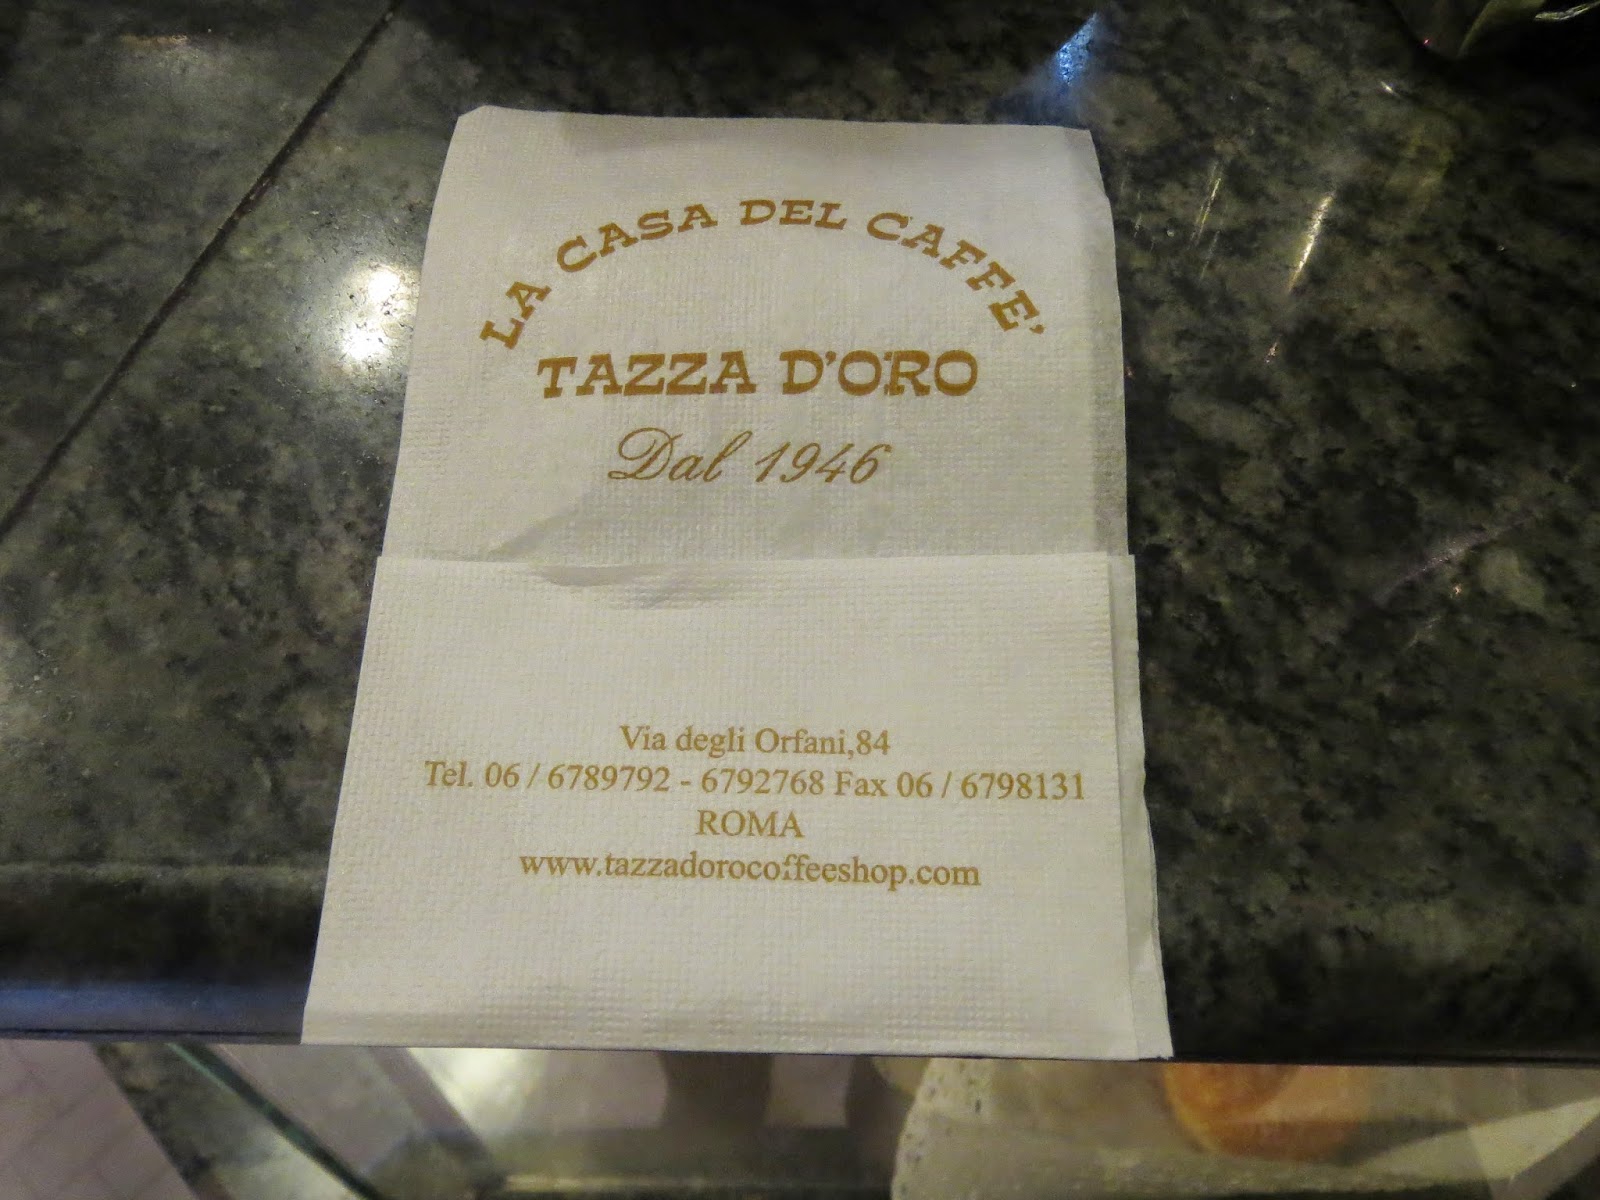 LA CASA DEL CAFFE'
TAZZA D'ORO
Dal 1946
Via degli Orfani,84
Tel. 06 / 6789792 - 6792768 Fax 06 / 6798131
ROMA
www.tazzadorocoffeeshop.com